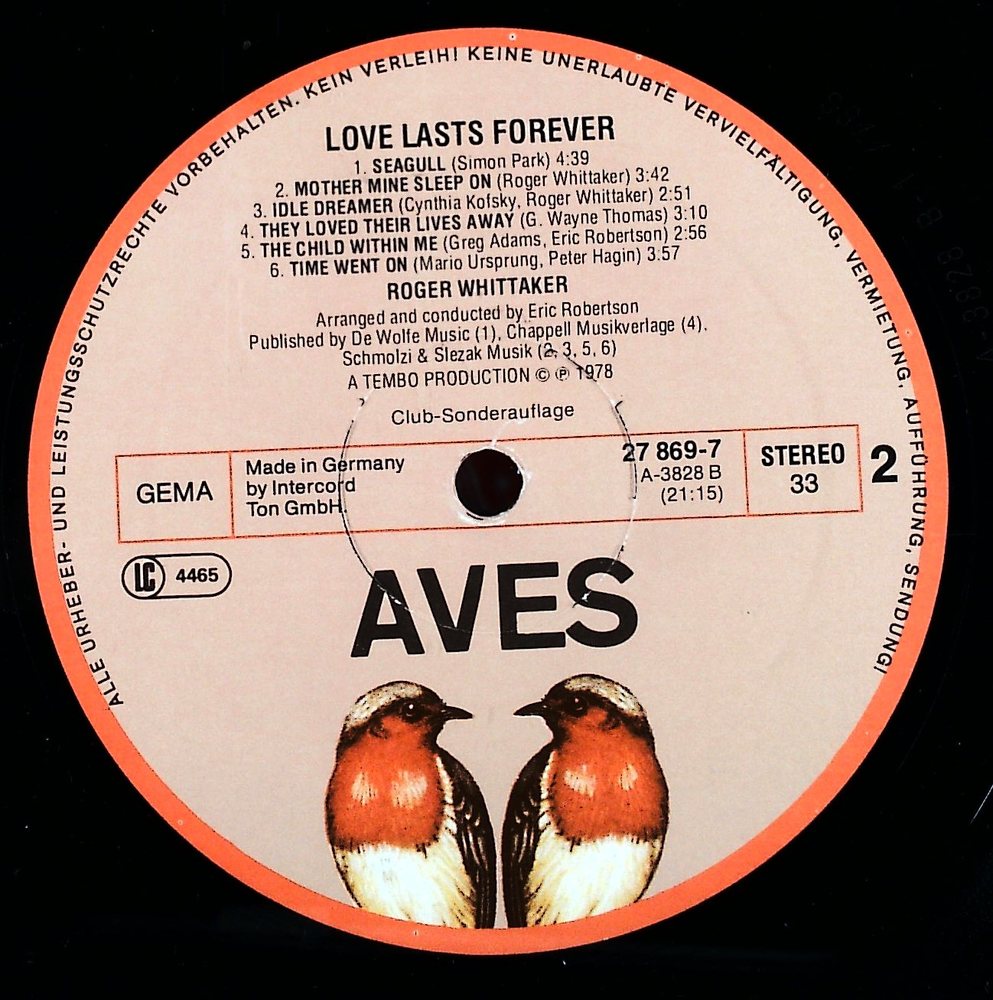 ALLE URHEBER- UND LEISTUNGSSCHUTZRECHTE VORBEHALTEN. KEIN VERLEIH! KEINE UNERLAUBTE VERVIELFÄLTIGUNG, VERMIETUNG, AUFFÜHRUNG, SENDUNG!
LOVE LASTS FOREVER
1. SEAGULL (Simon Park) 4:39
2. MOTHER MINE SLEEP ON (Roger Whittaker) 3:42
3. IDLE DREAMER (Cynthia Kofsky, Roger Whittaker) 2:51
4. THEY LOVED THEIR LIVES AWAY (G. Wayne Thomas) 3:10
5. THE CHILD WITHIN ME (Greg Adams, Eric Robertson) 2:56
6. TIME WENT ON (Mario Ursprung, Peter Hagin) 3:57
ROGER WHITTAKER
Arranged and conducted by Eric Robertson
Published by De Wolfe Music (1), Chappell Musikverlage (4),
Schmolzi & Slezak Musik (2, 3, 5, 6)
A TEMBO PRODUCTION © ℗ 1978
Club-Sonderauflage
GEMA
Made in Germany
by Intercord
Ton GmbH.
27 869-7
A-3828 B
(21:15)
STEREO
33
2
LC 4465
AVES